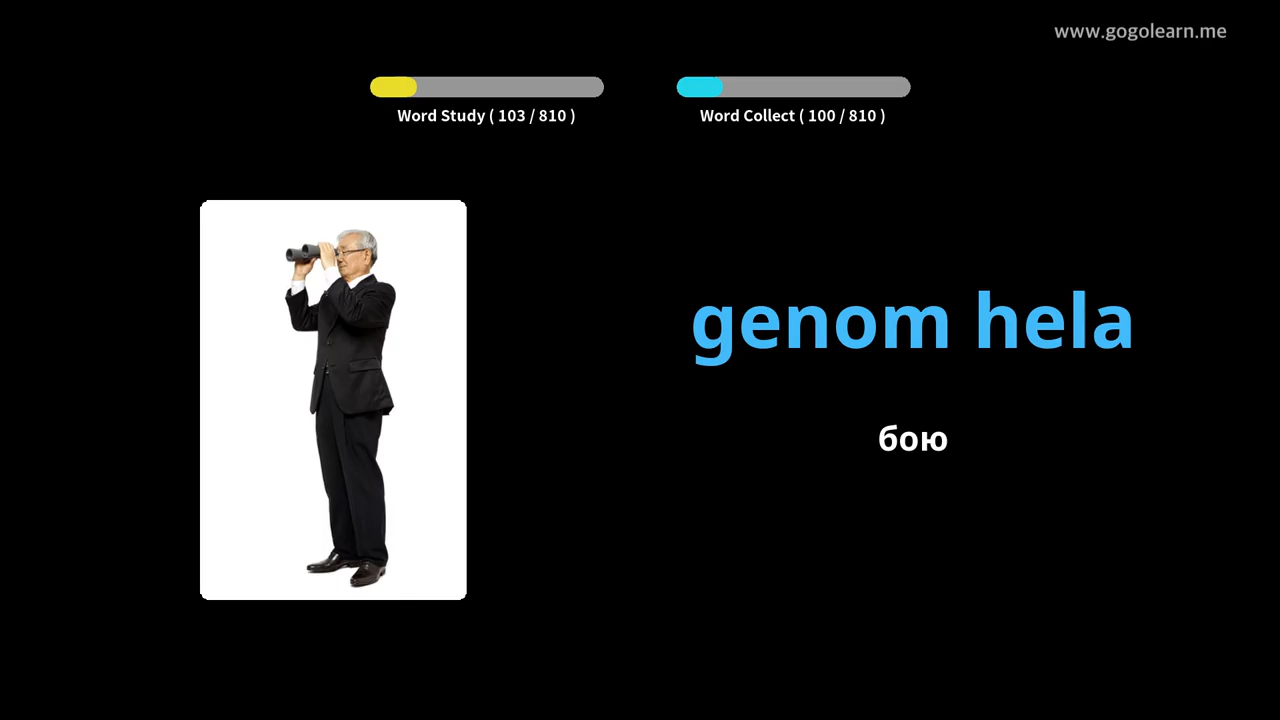 www.gogolearn.me
Word Study ( 103 / 810 )
Word Collect ( 100 / 810 )
genom hela
бою